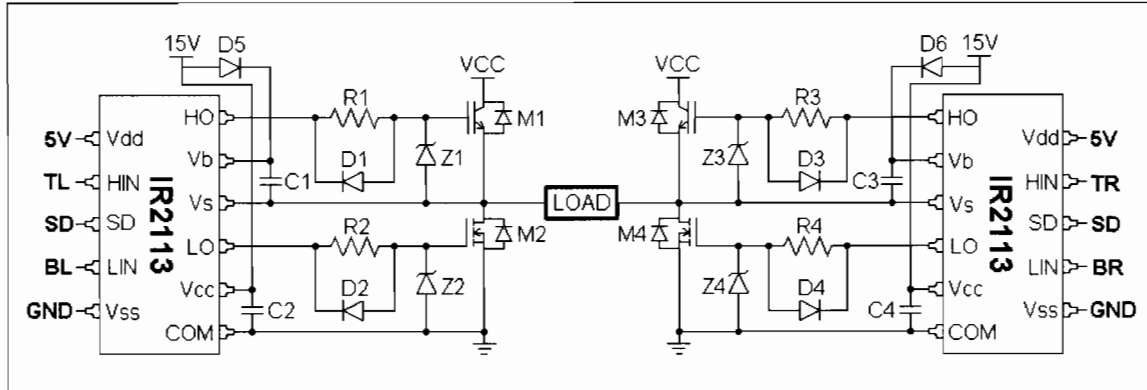 15V
D5
VCC
VCC
D6
15V
HO
R1
M1
M3
R3
HO
5V
Vdd
Vdd
5V
Vb
D1
Z1
Z3
D3
Vb
TL
HIN
C1
C3
HIN
TR
IR2113
Vs
LOAD
Vs
IR2113
SD
SD
R2
M2
M4
R4
SD
SD
LO
LO
BL
LIN
LIN
BR
Vcc
D2
Z2
Z4
D4
Vcc
GND
Vss
C2
C4
Vss
GND
COM
COM